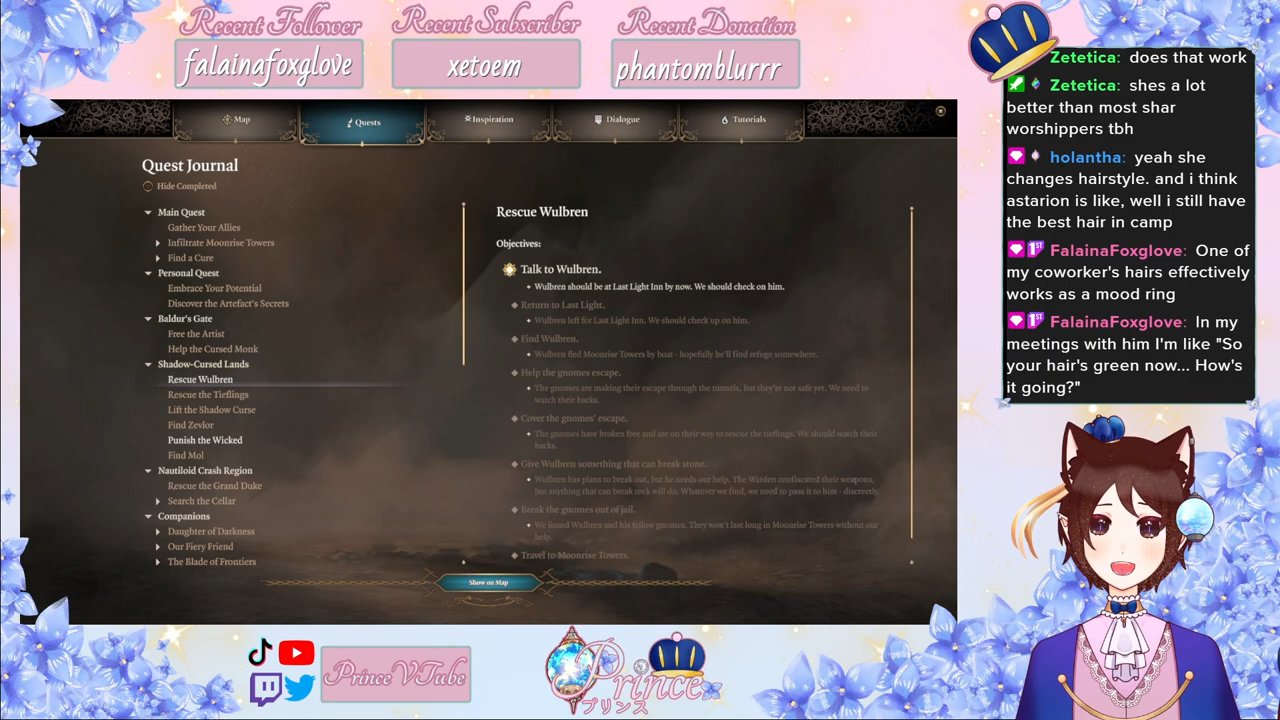 Recent Follower
Recent Subscriber
Recent Donation
falainafoxglove
xetoem
phantomblurrr
Map
Quests
Inspiration
Dialogue
Tutorials
Quest Journal
Hide Completed
Main Quest
Gather Your Allies
Infiltrate Moonrise Towers
Find a Cure
Personal Quest
Embrace Your Potential
Discover the Artefact's Secrets
Baldur's Gate
Free the Artist
Help the Cursed Monk
Shadow-Cursed Lands
Rescue Wulbren
Rescue the Tieflings
Lift the Shadow Curse
Find Zevlor
Punish the Wicked
Find Mol
Nautiloid Crash Region
Rescue the Grand Duke
Search the Cellar
Companions
Daughter of Darkness
Our Fiery Friend
The Blade of Frontiers
Rescue Wulbren
Objectives:
Talk to Wulbren.
Wulbren should be at Last Light Inn by now. We should check on him.
Return to Last Light.
Wulbren left for Last Light Inn. We should check up on him.
Find Wulbren.
Wulbren fled Moonrise Towers by boat - hopefully he'll find refuge somewhere.
Help the gnomes escape.
The gnomes are making their escape through the tunnels, but they're not safe yet. We need to
watch their backs.
Cover the gnomes' escape.
The gnomes have broken free and are on their way to rescue the tieflings. We should watch their
backs.
Give Wulbren something that can break stone.
Wulbren has plans to break out, but he needs our help. The Warden confiscated their weapons,
but anything that can break rock will do. Whatever we find, we need to pass it to him - discreetly.
Break the gnomes out of jail.
We found Wulbren and his fellow gnomes. They won't last long in Moonrise Towers without our
help.
Travel to Moonrise Towers.
Show on Map
Zetetica: does that work
Zetetica: shes a lot
better than most shar
worshippers tbh
holantha: yeah she
changes hairstyle. and i think
astarion is like, well i still have
the best hair in camp
1ST FalainaFoxglove: One of
my coworker's hairs effectively
works as a mood ring
1ST FalainaFoxglove: In my
meetings with him I'm like "So
your hair's green now... How's
it going?"
Prince VTube
Prince
プリンス